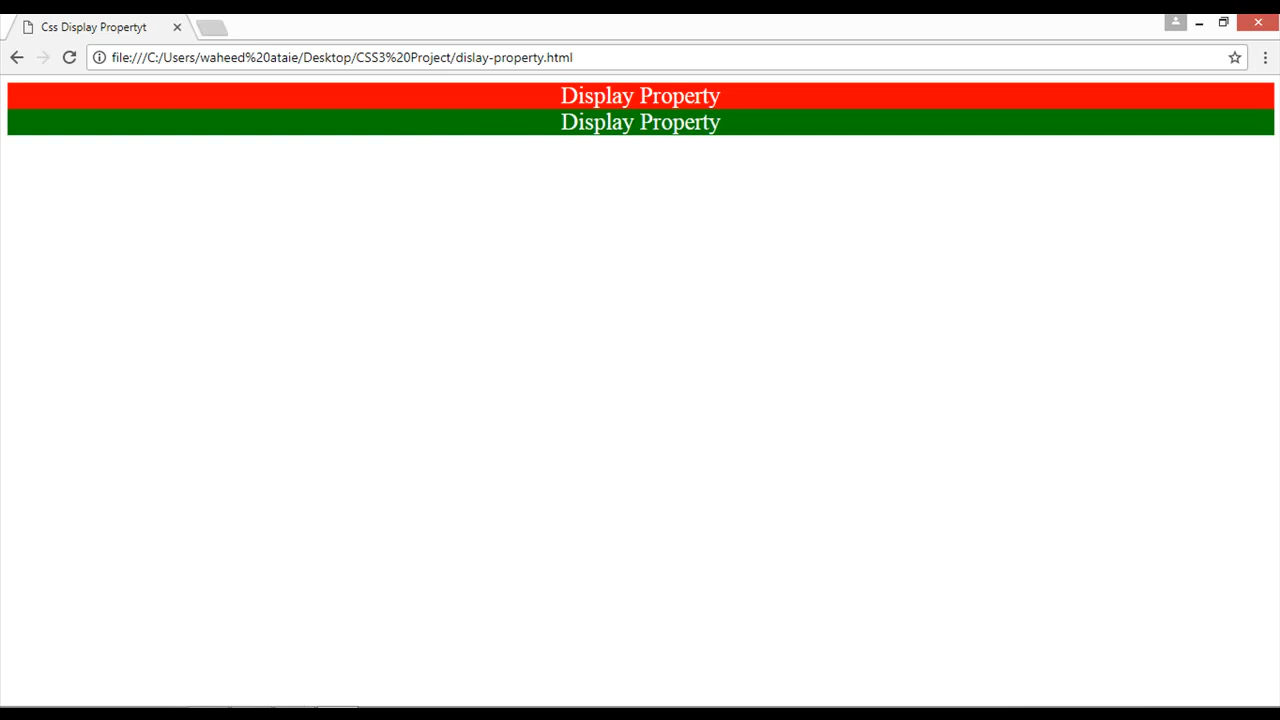 Css Display Propertyt
file:///C:/Users/waheed%20ataie/Desktop/CSS3%20Project/dislay-property.html
Display Property
Display Property